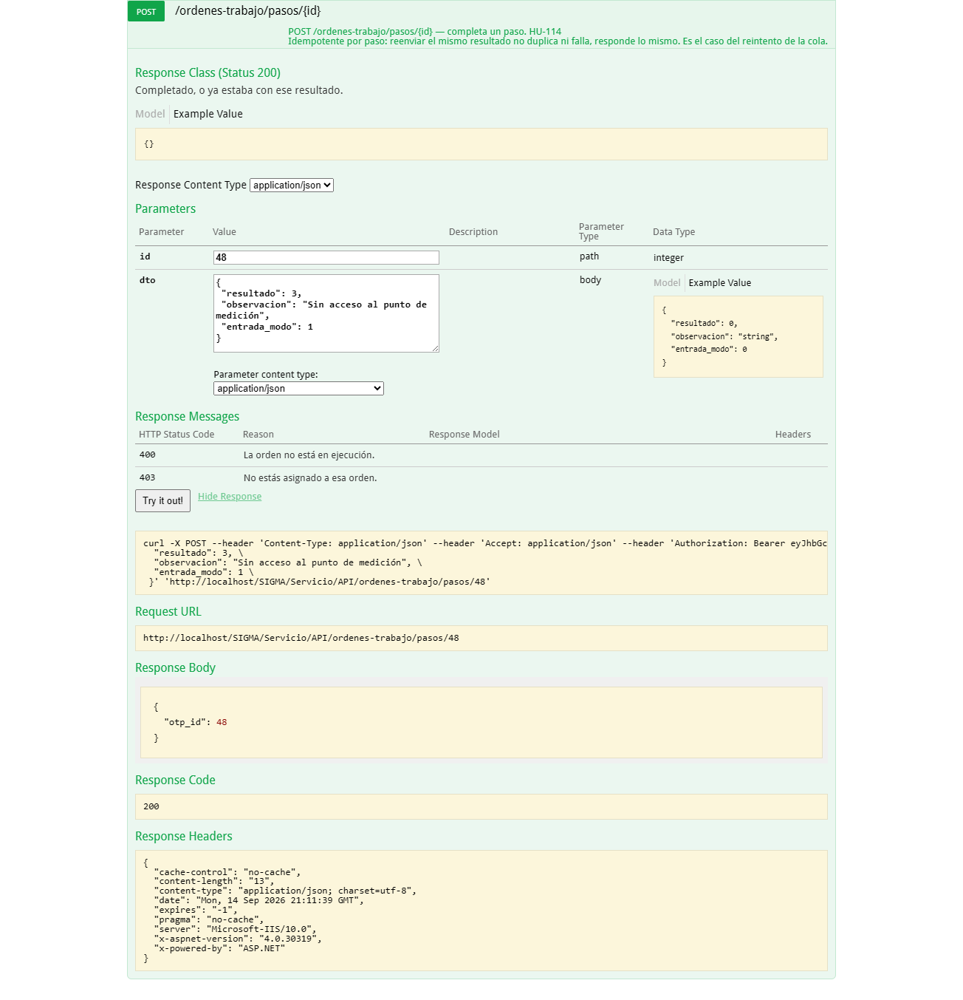 POST /ordenes-trabajo/pasos/{id}
POST /ordenes-trabajo/pasos/{id} — completa un paso. HU-114
Idempotente por paso: reenviar el mismo resultado no duplica ni falla, responde lo mismo. Es el caso del reintento de la cola.
Response Class (Status 200)
Completado, o ya estaba con ese resultado.
Model Example Value
{}
Response Content Type application/json
Parameters
Parameter Value Description Parameter Type Data Type
id 48 path integer
dto body Model Example Value
{
"resultado": 3,
"observacion": "Sin acceso al punto de
medición",
"entrada_modo": 1
}
{
"resultado": 0,
"observacion": "string",
"entrada_modo": 0
}
Parameter content type:
application/json
Response Messages
HTTP Status Code Reason Response Model Headers
400 La orden no está en ejecución.
403 No estás asignado a esa orden.
Try it out! Hide Response
curl -X POST --header 'Content-Type: application/json' --header 'Accept: application/json' --header 'Authorization: Bearer eyJhbGc
"resultado": 3, \
"observacion": "Sin acceso al punto de medición", \
"entrada_modo": 1 \
}' 'http://localhost/SIGMA/Servicio/API/ordenes-trabajo/pasos/48'
Request URL
http://localhost/SIGMA/Servicio/API/ordenes-trabajo/pasos/48
Response Body
{
"otp_id": 48
}
Response Code
200
Response Headers
{
"cache-control": "no-cache",
"content-length": "13",
"content-type": "application/json; charset=utf-8",
"date": "Mon, 14 Sep 2026 21:11:39 GMT",
"expires": "-1",
"pragma": "no-cache",
"server": "Microsoft-IIS/10.0",
"x-aspnet-version": "4.0.30319",
"x-powered-by": "ASP.NET"
}